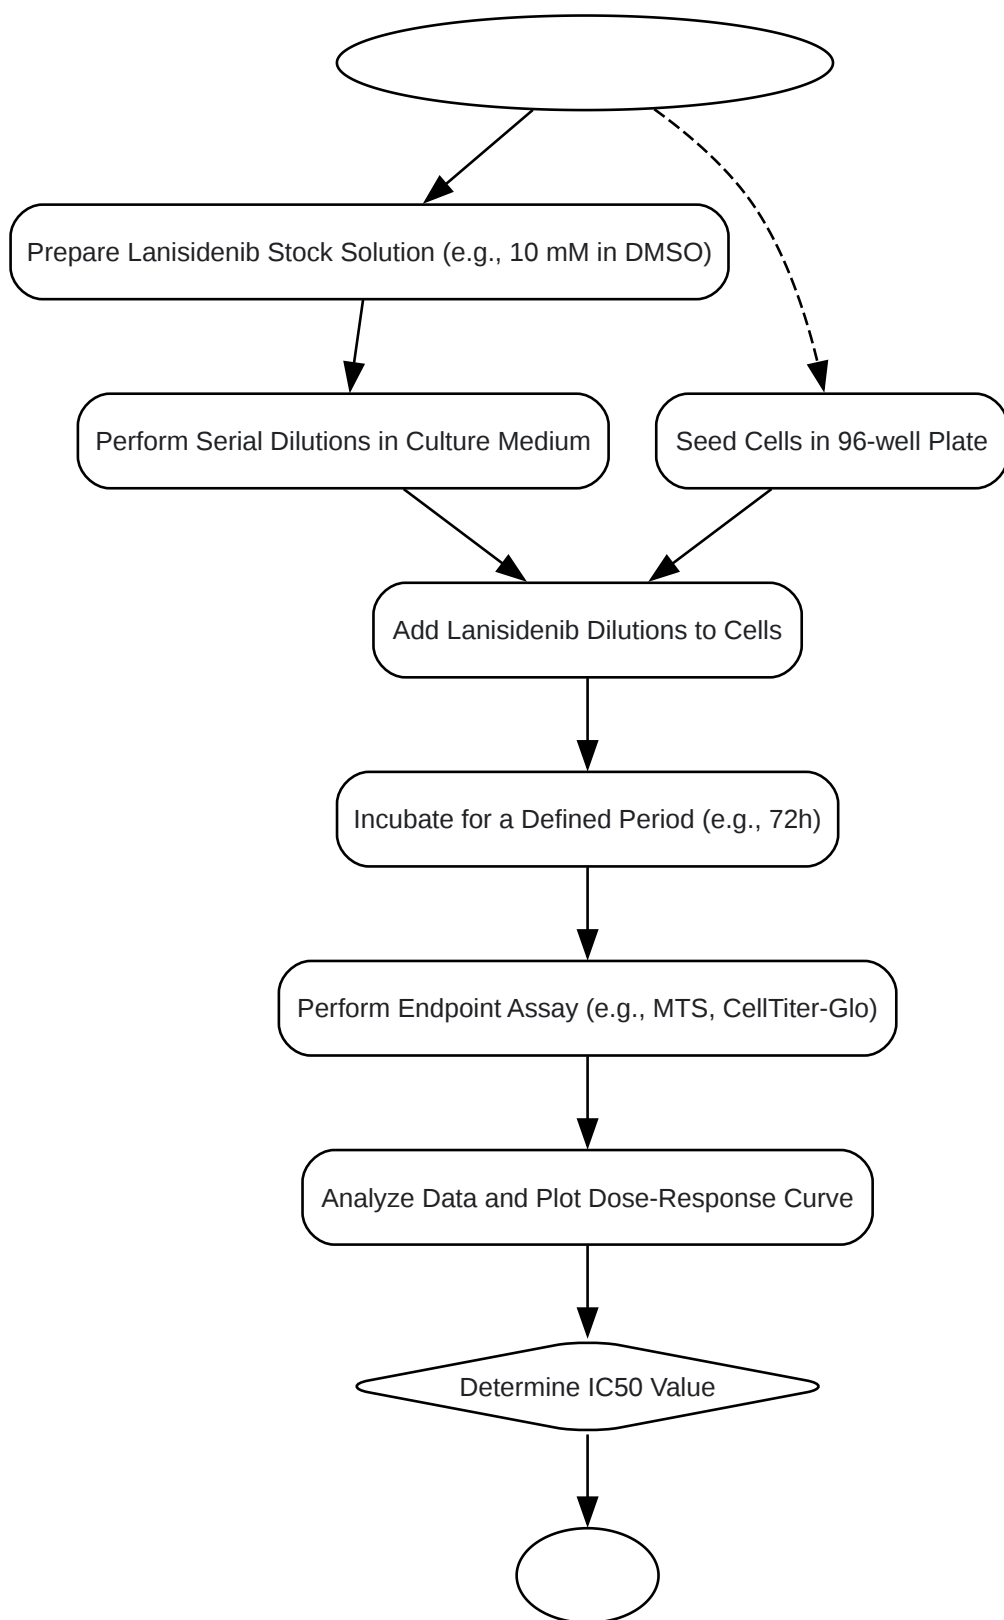 Prepare Lanisidenib Stock Solution (e.g., 10 mM in DMSO)
Perform Serial Dilutions in Culture Medium
Seed Cells in 96-well Plate
Add Lanisidenib Dilutions to Cells
Incubate for a Defined Period (e.g., 72h)
Perform Endpoint Assay (e.g., MTS, CellTiter-Glo)
Analyze Data and Plot Dose-Response Curve
Determine IC50 Value